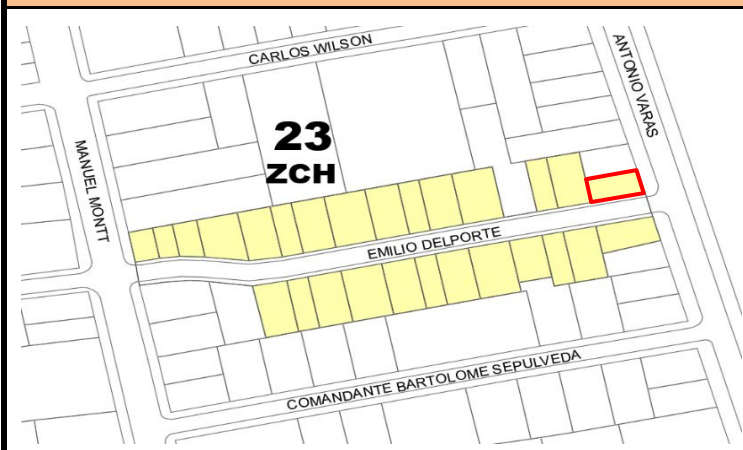 CARLOS WILSON
ANTONIO VARAS
23
ZCH
MANUEL MONTT
EMILIO DELPORTE
COMANDANTE BARTOLOME SEPULVEDA